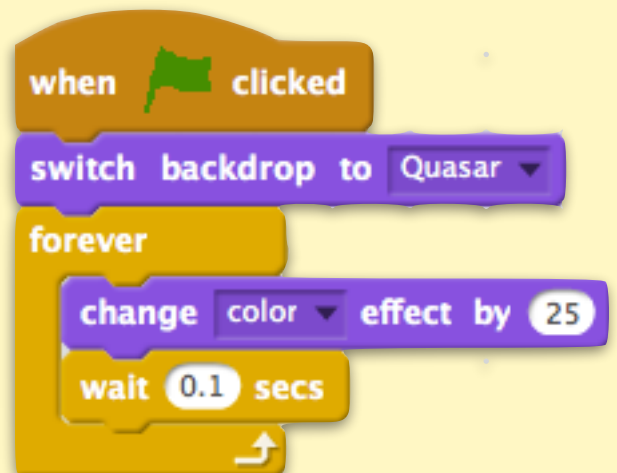 when clicked
switch backdrop to Quasar
forever
change color effect by 25
wait 0.1 secs